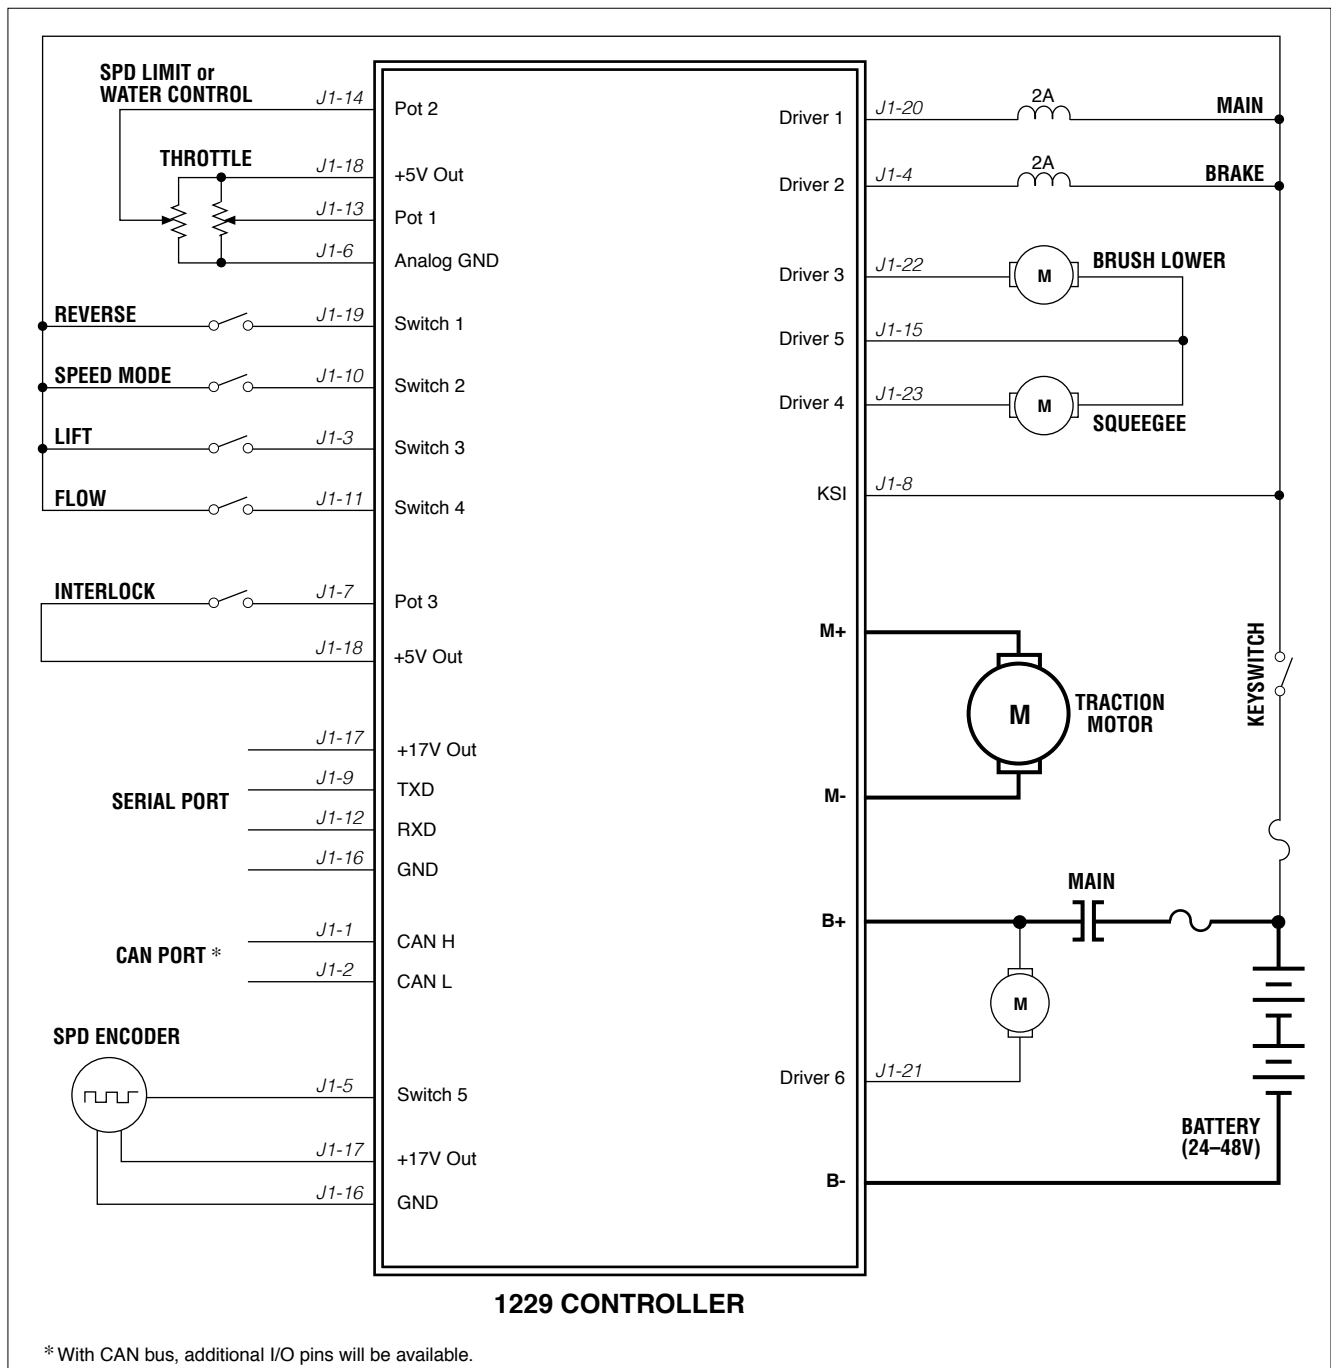 SPD LIMIT or
WATER CONTROL
J1-14
Pot 2
THROTTLE
J1-18
+5V Out
J1-13
Pot 1
J1-6
Analog GND
REVERSE
J1-19
Switch 1
SPEED MODE
J1-10
Switch 2
LIFT
J1-3
Switch 3
FLOW
J1-11
Switch 4
INTERLOCK
J1-7
Pot 3
J1-18
+5V Out
SERIAL PORT
J1-17
+17V Out
J1-9
TXD
J1-12
RXD
J1-16
GND
CAN PORT *
J1-1
CAN H
J1-2
CAN L
SPD ENCODER
J1-5
Switch 5
J1-17
+17V Out
J1-16
GND
Driver 1
J1-20
2A
MAIN
Driver 2
J1-4
2A
BRAKE
Driver 3
J1-22
M
BRUSH LOWER
Driver 5
J1-15
Driver 4
J1-23
M
SQUEEGEE
KSI
J1-8
KEYSWITCH
M+
M
TRACTION
MOTOR
M-
MAIN
B+
M
Driver 6
J1-21
BATTERY
(24–48V)
B-
1229 CONTROLLER
* With CAN bus, additional I/O pins will be available.